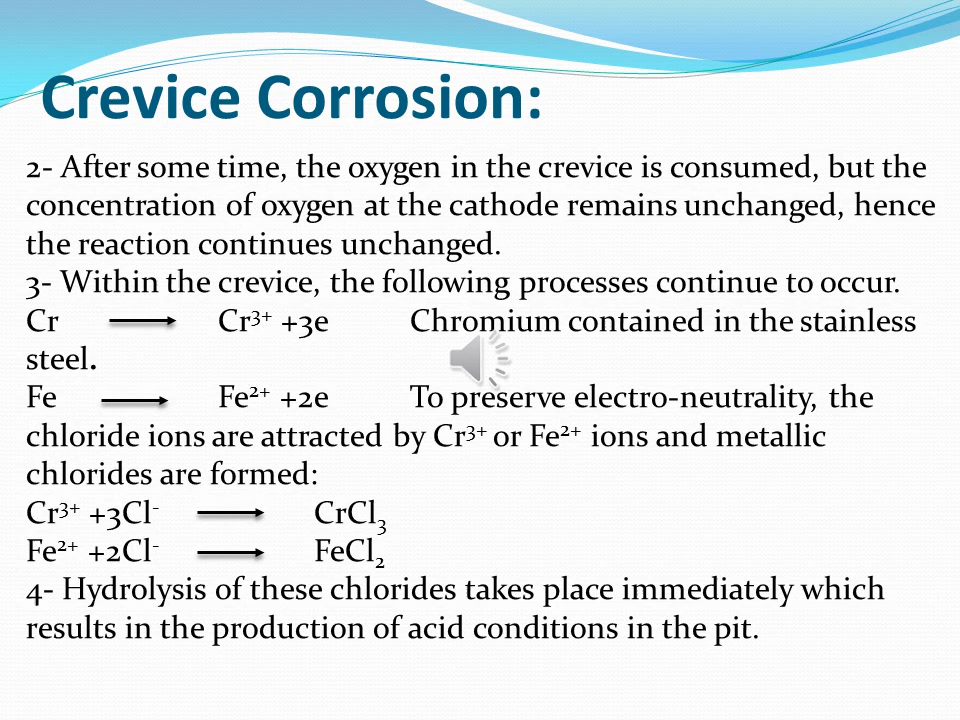 Crevice Corrosion:
2- After some time, the oxygen in the crevice is consumed, but the
concentration of oxygen at the cathode remains unchanged, hence
the reaction continues unchanged.
3- Within the crevice, the following processes continue to occur.
Cr → Cr³⁺ +3e Chromium contained in the stainless
steel.
Fe → Fe²⁺ +2e To preserve electro-neutrality, the
chloride ions are attracted by Cr³⁺ or Fe²⁺ ions and metallic
chlorides are formed:
Cr³⁺ +3Cl⁻ → CrCl₃
Fe²⁺ +2Cl⁻ → FeCl₂
4- Hydrolysis of these chlorides takes place immediately which
results in the production of acid conditions in the pit.